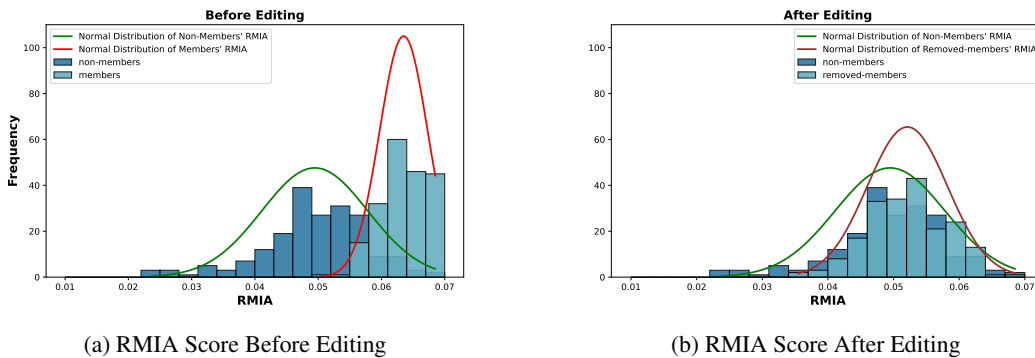 Before Editing
Normal Distribution of Non-Members' RMIA
Normal Distribution of Members' RMIA
non-members
members
100
80
60
40
20
0
Frequency
0.01 0.02 0.03 0.04 0.05 0.06 0.07
RMIA
(a) RMIA Score Before Editing
After Editing
Normal Distribution of Non-Members' RMIA
Normal Distribution of Removed-members' RMIA
non-members
removed-members
100
80
60
40
20
0
0.01 0.02 0.03 0.04 0.05 0.06 0.07
RMIA
(b) RMIA Score After Editing